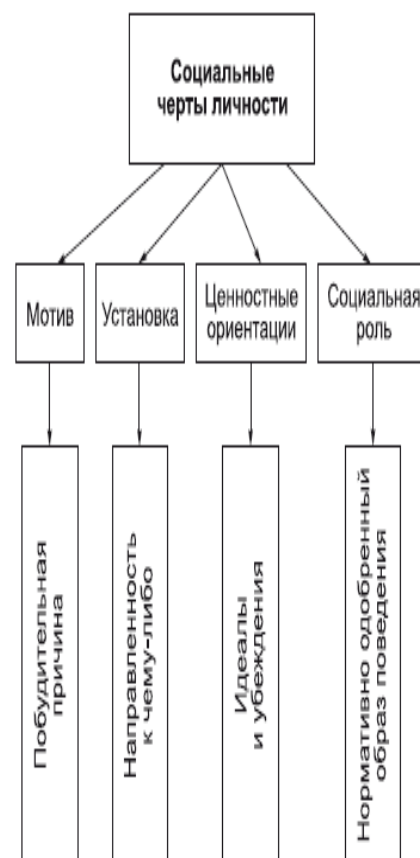 Социальные
черты личности
Мотив
Установка
Ценностные
ориентации
Социальная
роль
Побудительная
причина
Направленность
к чему-либо
Идеалы
и убеждения
Нормативно одобренный
образ поведения